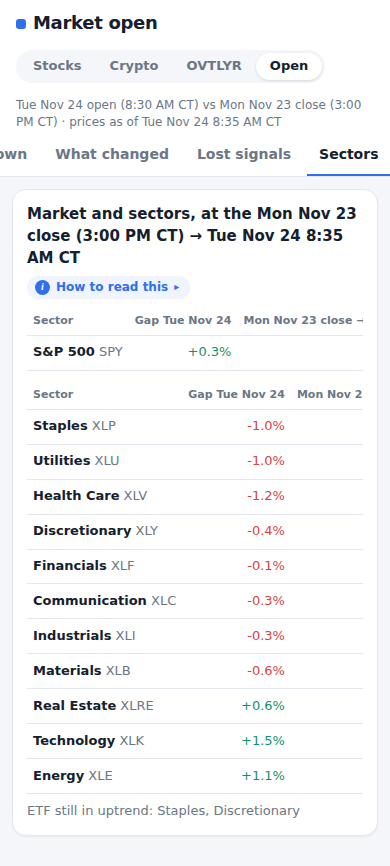 Market open
Stocks Crypto OVTLYR Open
Tue Nov 24 open (8:30 AM CT) vs Mon Nov 23 close (3:00
PM CT) · prices as of Tue Nov 24 8:35 AM CT
own What changed Lost signals Sectors
Market and sectors, at the Mon Nov 23
close (3:00 PM CT) → Tue Nov 24 8:35
AM CT
i How to read this ▸
Sector Gap Tue Nov 24 Mon Nov 23 close →
S&P 500 SPY +0.3%
Sector Gap Tue Nov 24 Mon Nov 2
Staples XLP -1.0%
Utilities XLU -1.0%
Health Care XLV -1.2%
Discretionary XLY -0.4%
Financials XLF -0.1%
Communication XLC -0.3%
Industrials XLI -0.3%
Materials XLB -0.6%
Real Estate XLRE +0.6%
Technology XLK +1.5%
Energy XLE +1.1%
ETF still in uptrend: Staples, Discretionary